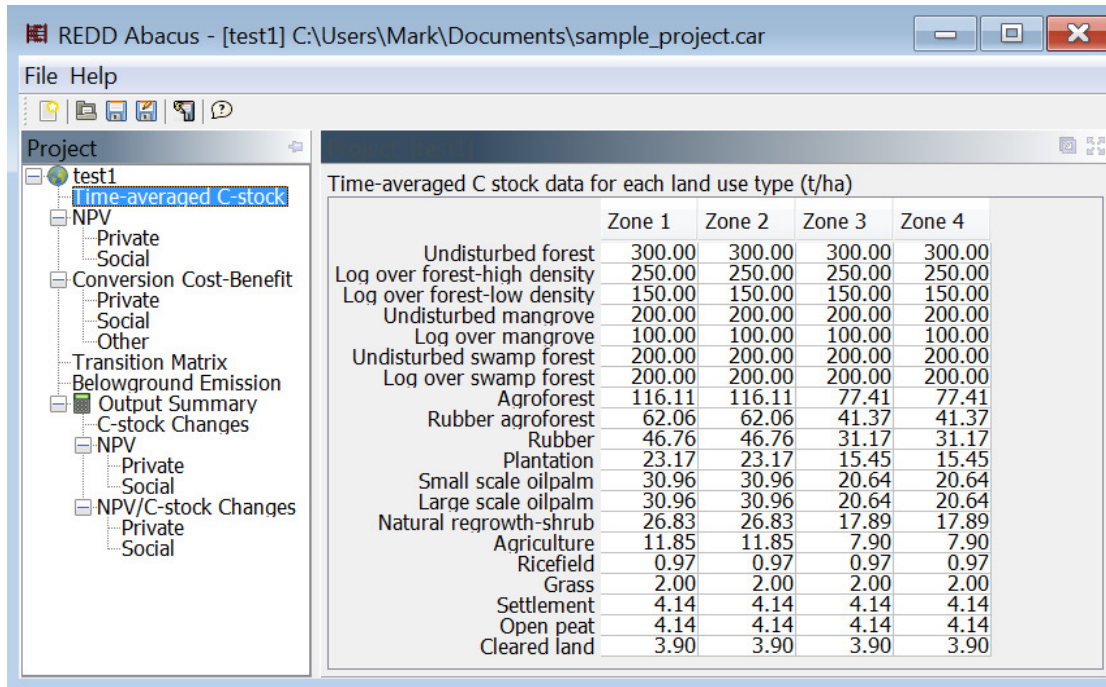 REDD Abacus - [test1] C:\Users\Mark\Documents\sample_project.car
File Help
Project
test1
Time-averaged C-stock
NPV
Private
Social
Conversion Cost-Benefit
Private
Social
Other
Transition Matrix
Belowground Emission
Output Summary
C-stock Changes
NPV
Private
Social
NPV/C-stock Changes
Private
Social
Time-averaged C stock data for each land use type (t/ha)
Zone 1 Zone 2 Zone 3 Zone 4
Undisturbed forest 300.00 300.00 300.00 300.00
Log over forest-high density 250.00 250.00 250.00 250.00
Log over forest-low density 150.00 150.00 150.00 150.00
Undisturbed mangrove 200.00 200.00 200.00 200.00
Log over mangrove 100.00 100.00 100.00 100.00
Undisturbed swamp forest 200.00 200.00 200.00 200.00
Log over swamp forest 200.00 200.00 200.00 200.00
Agroforest 116.11 116.11 77.41 77.41
Rubber agroforest 62.06 62.06 41.37 41.37
Rubber 46.76 46.76 31.17 31.17
Plantation 23.17 23.17 15.45 15.45
Small scale oilpalm 30.96 30.96 20.64 20.64
Large scale oilpalm 30.96 30.96 20.64 20.64
Natural regrowth-shrub 26.83 26.83 17.89 17.89
Agriculture 11.85 11.85 7.90 7.90
Ricefield 0.97 0.97 0.97 0.97
Grass 2.00 2.00 2.00 2.00
Settlement 4.14 4.14 4.14 4.14
Open peat 4.14 4.14 4.14 4.14
Cleared land 3.90 3.90 3.90 3.90